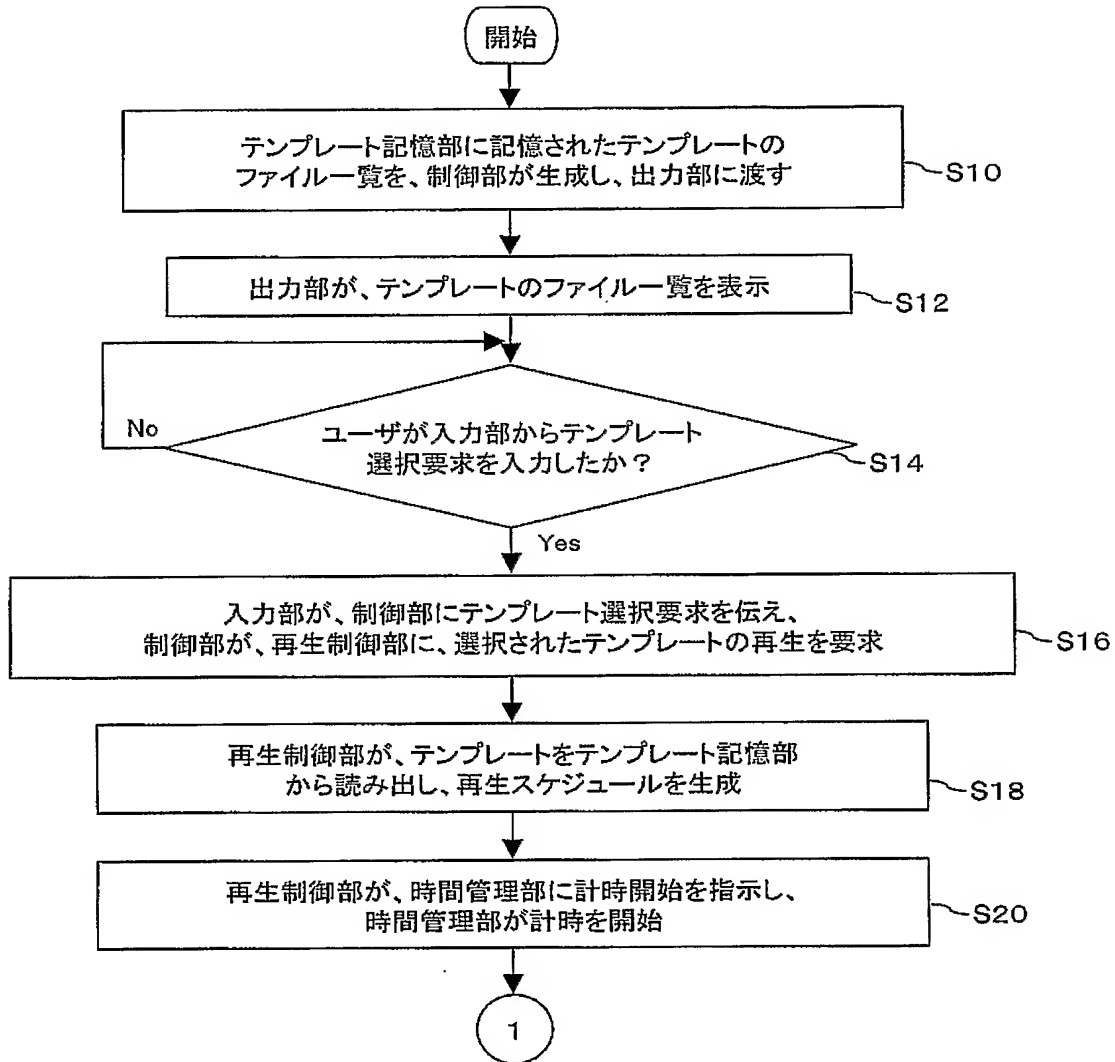 開始
テンプレート記憶部に記憶されたテンプレートの
ファイル一覧を、制御部が生成し、出力部に渡す
S10
出力部が、テンプレートのファイル一覧を表示
S12
No
ユーザが入力部からテンプレート
選択要求を入力したか?
S14
Yes
入力部が、制御部にテンプレート選択要求を伝え、
制御部が、再生制御部に、選択されたテンプレートの再生を要求
S16
再生制御部が、テンプレートをテンプレート記憶部
から読み出し、再生スケジュールを生成
S18
再生制御部が、時間管理部に計時開始を指示し、
時間管理部が計時を開始
S20
1